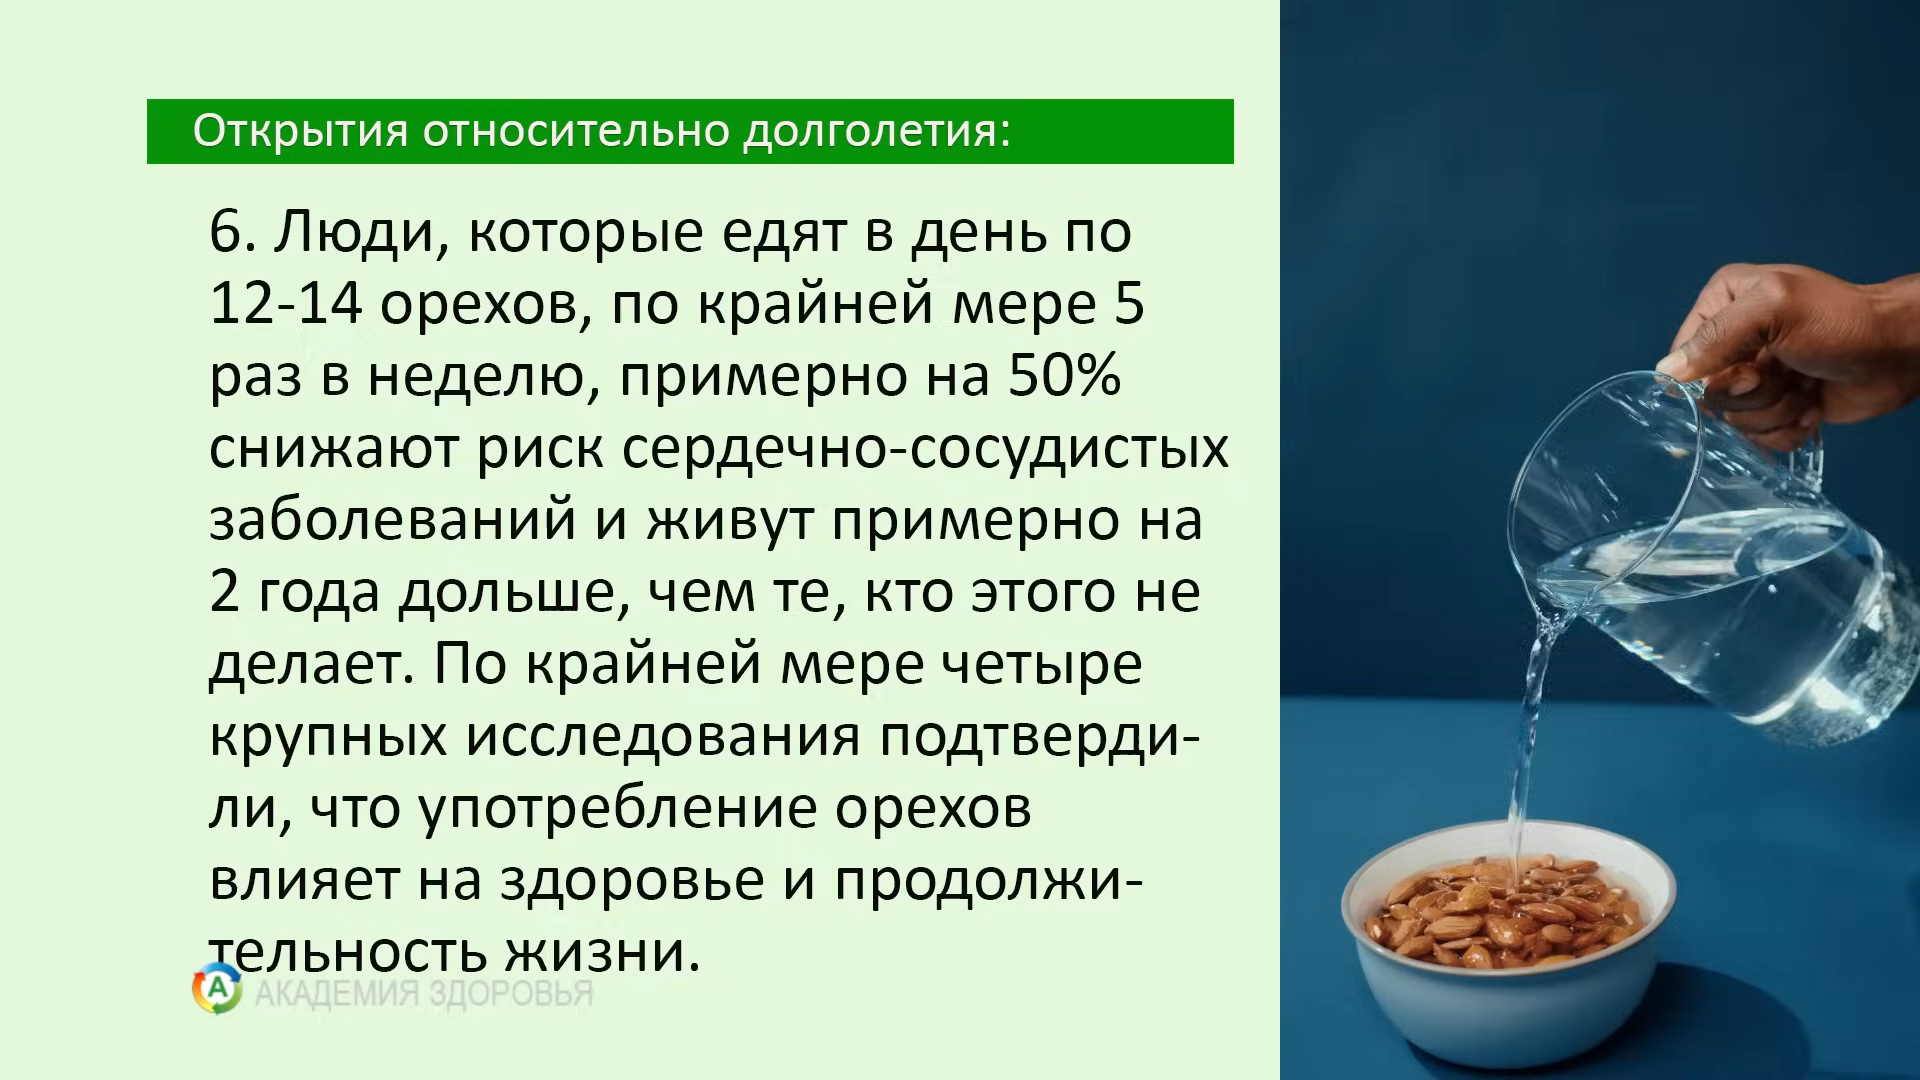 Открытия относительно долголетия:
6. Люди, которые едят в день по
12-14 орехов, по крайней мере 5
раз в неделю, примерно на 50%
снижают риск сердечно-сосудистых
заболеваний и живут примерно на
2 года дольше, чем те, кто этого не
делает. По крайней мере четыре
крупных исследования подтверди-
ли, что употребление орехов
влияет на здоровье и продолжи-
тельность жизни.
А АКАДЕМИЯ ЗДОРОВЬЯ